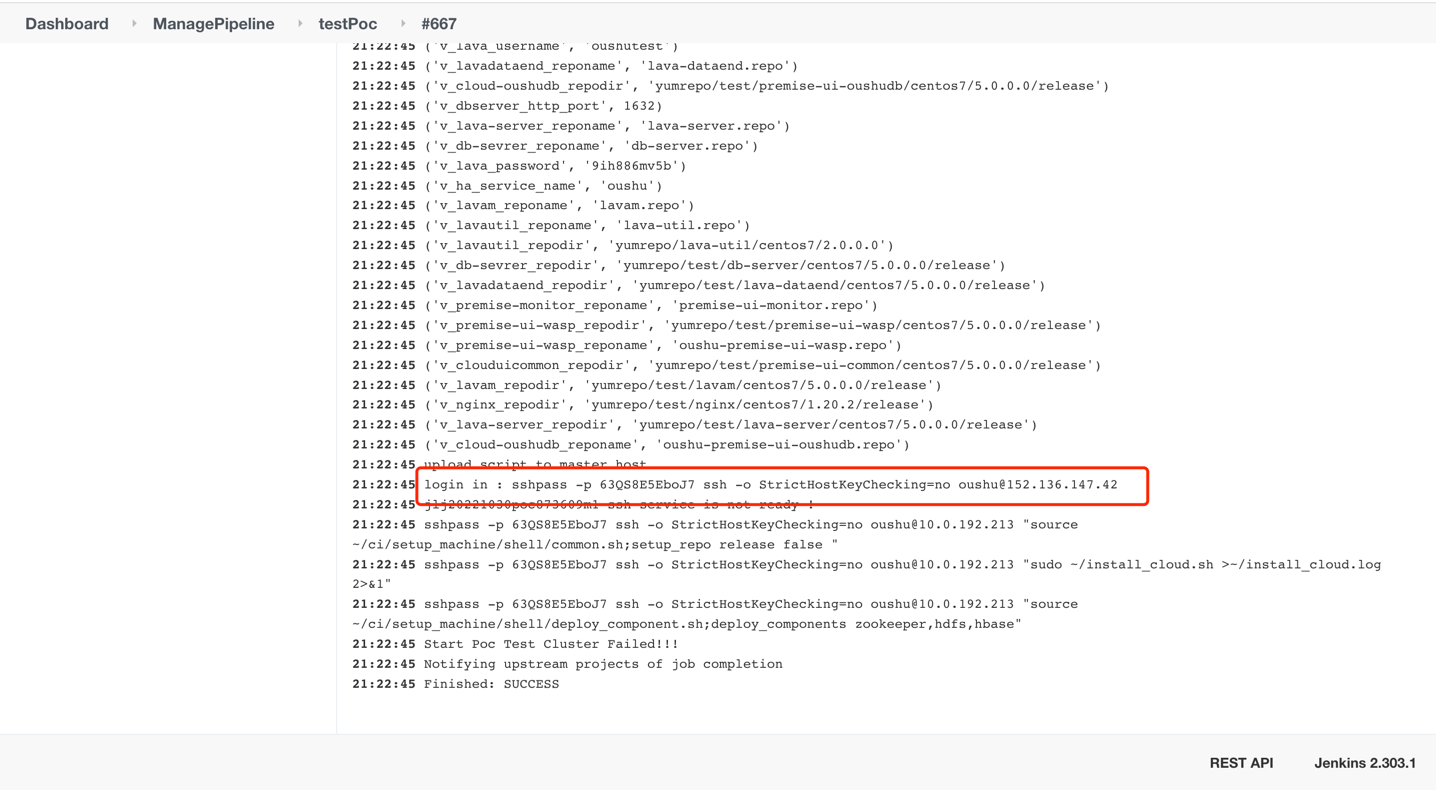 Dashboard ManagePipeline testPoc #667
21:22:45 ('v_lava_username', 'oushutest')
21:22:45 ('v_lavadataend_reponame', 'lava-dataend.repo')
21:22:45 ('v_cloud-oushudb_repodir', 'yumrepo/test/premise-ui-oushudb/centos7/5.0.0.0/release')
21:22:45 ('v_dbserver_http_port', 1632)
21:22:45 ('v_lava-server_reponame', 'lava-server.repo')
21:22:45 ('v_db-sevrer_reponame', 'db-server.repo')
21:22:45 ('v_lava_password', '9ih886mv5b')
21:22:45 ('v_ha_service_name', 'oushu')
21:22:45 ('v_lavam_reponame', 'lavam.repo')
21:22:45 ('v_lavautil_reponame', 'lava-util.repo')
21:22:45 ('v_lavautil_repodir', 'yumrepo/lava-util/centos7/2.0.0.0')
21:22:45 ('v_db-sevrer_repodir', 'yumrepo/test/db-server/centos7/5.0.0.0/release')
21:22:45 ('v_lavadataend_repodir', 'yumrepo/test/lava-dataend/centos7/5.0.0.0/release')
21:22:45 ('v_premise-monitor_reponame', 'premise-ui-monitor.repo')
21:22:45 ('v_premise-ui-wasp_repodir', 'yumrepo/test/premise-ui-wasp/centos7/5.0.0.0/release')
21:22:45 ('v_premise-ui-wasp_reponame', 'oushu-premise-ui-wasp.repo')
21:22:45 ('v_clouduicommon_repodir', 'yumrepo/test/premise-ui-common/centos7/5.0.0.0/release')
21:22:45 ('v_lavam_repodir', 'yumrepo/test/lavam/centos7/5.0.0.0/release')
21:22:45 ('v_nginx_repodir', 'yumrepo/test/nginx/centos7/1.20.2/release')
21:22:45 ('v_lava-server_repodir', 'yumrepo/test/lava-server/centos7/5.0.0.0/release')
21:22:45 ('v_cloud-oushudb_reponame', 'oushu-premise-ui-oushudb.repo')
21:22:45 upload script to master host
21:22:45 login in : sshpass -p 63QS8E5EboJ7 ssh -o StrictHostKeyChecking=no oushu@152.136.147.42
21:22:45 jlj20221030poc873609m1 ssh service is not ready !
21:22:45 sshpass -p 63QS8E5EboJ7 ssh -o StrictHostKeyChecking=no oushu@10.0.192.213 "source
~/ci/setup_machine/shell/common.sh;setup_repo release false "
21:22:45 sshpass -p 63QS8E5EboJ7 ssh -o StrictHostKeyChecking=no oushu@10.0.192.213 "sudo ~/install_cloud.sh >~/install_cloud.log
2>&1"
21:22:45 sshpass -p 63QS8E5EboJ7 ssh -o StrictHostKeyChecking=no oushu@10.0.192.213 "source
~/ci/setup_machine/shell/deploy_component.sh;deploy_components zookeeper,hdfs,hbase"
21:22:45 Start Poc Test Cluster Failed!!!
21:22:45 Notifying upstream projects of job completion
21:22:45 Finished: SUCCESS
REST API Jenkins 2.303.1